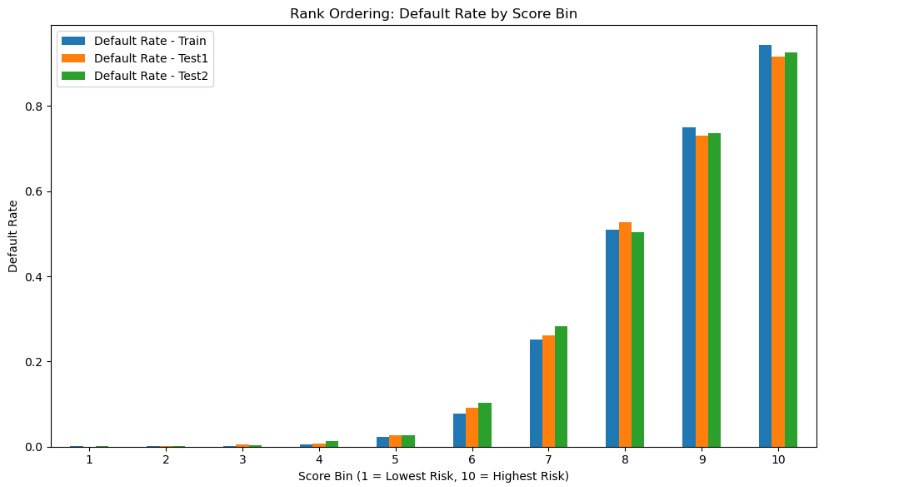 Rank Ordering: Default Rate by Score Bin
Default Rate - Train
Default Rate - Test1
Default Rate - Test2
0.8
0.6
0.4
0.2
0.0
Default Rate
1 2 3 4 5 6 7 8 9 10
Score Bin (1 = Lowest Risk, 10 = Highest Risk)